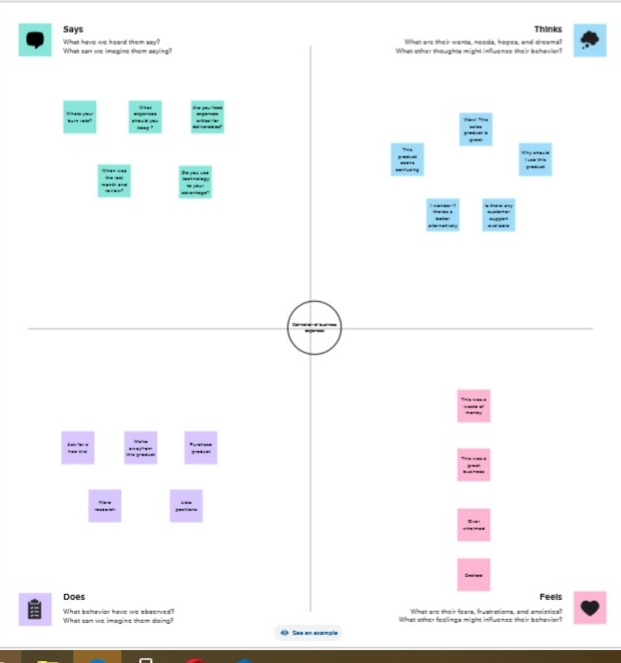 Says
What have we heard them say?
What can we imagine them saying?
Thinks
What are their wants, needs, hopes, and dreams?
What other thoughts might influence their behavior?
Whats your
burn rate?
What
expenses
should you
keep ?
Are you fixed
expenses
critical for
deliverables?
When was
the last
month end
review?
Do you use
technology
to your
advantage?
Wow! This
sales
product is
great
This
product
seems
confusing
Why should
I use this
product
I wonder if
theres a
better
alternatively
Is there any
customer
support
available
Estimation of business
expenses
Ask for a
free trial
Make
this product
Purchase
product
More
research
This was a
waste of
money
This was a
great
business
Over
whelmed
Excited
Does
What behavior have we observed?
What can we imagine them doing?
Feels
What are their fears, frustrations, and anxieties?
What other feelings might influence their behavior?
See an example